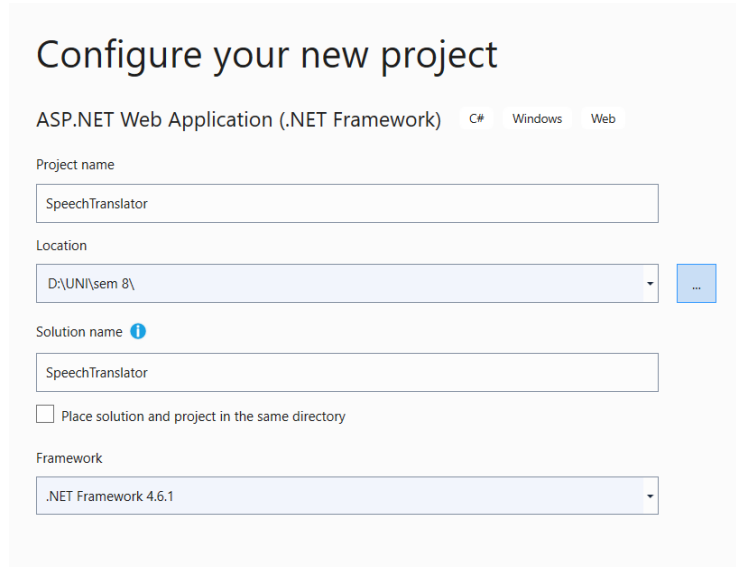 Configure your new project
ASP.NET Web Application (.NET Framework) C# Windows Web
Project name
SpeechTranslator
Location
D:\UNI\sem 8\
...
Solution name
SpeechTranslator
Place solution and project in the same directory
Framework
.NET Framework 4.6.1